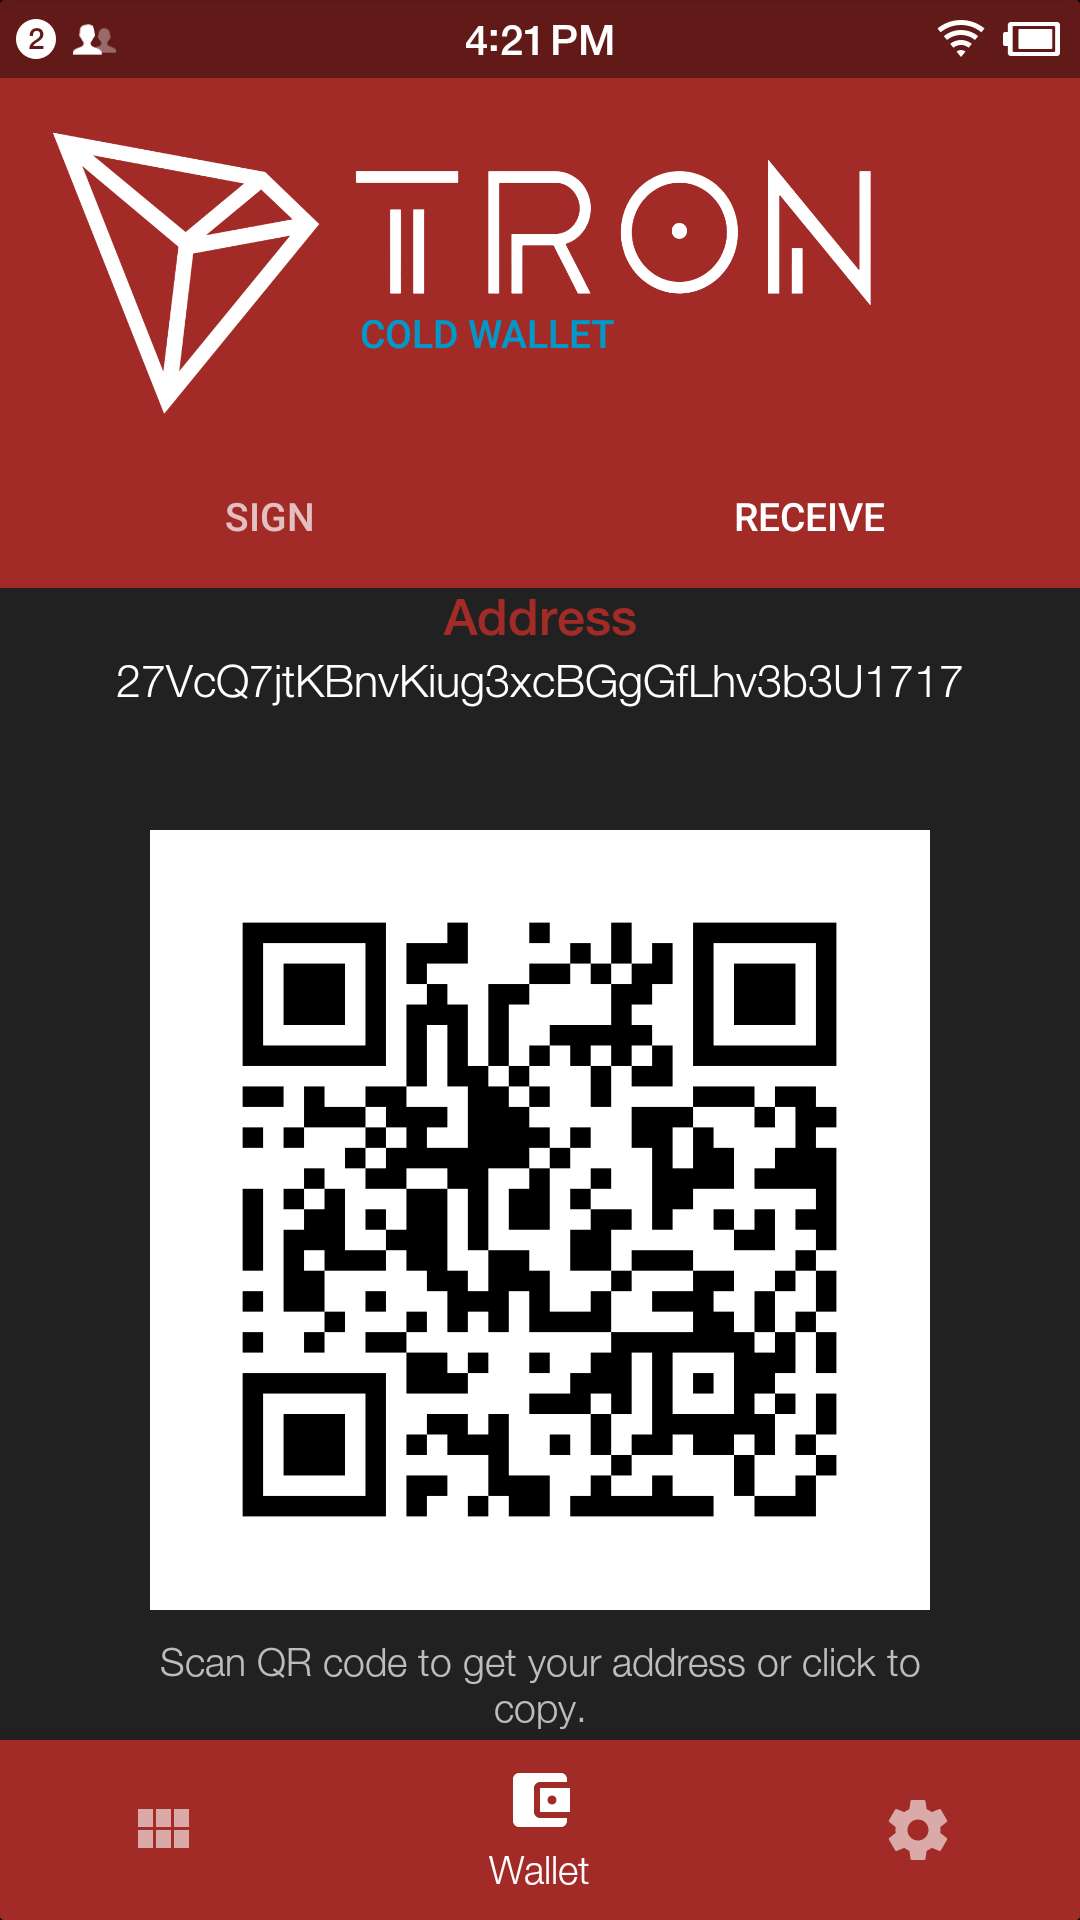 2
4:21 PM
TRON
COLD WALLET
SIGN
RECEIVE
Address
27VcQ7jtKBnvKiug3xcBGgGfLhv3b3U1717
Scan QR code to get your address or click to
copy.
Wallet